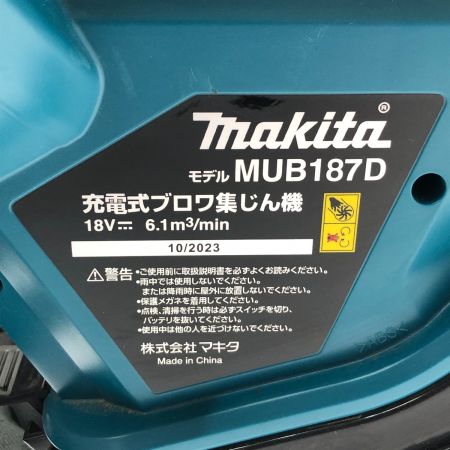 makita®
モデル MUB187D
充電式ブロワ集じん機
18V⎓ 6.1m³/min
10/2023
⚠警告 •ご使用前に取扱説明書を必ずよくお読みください。
•雨中では使用しないでください。
または降雨時に屋外に放置しないでください。
•保護メガネを着用してください。
•点検、清掃を行う時は必ずスイッチを切り、
バッテリを抜いてください。
•使用中は他の人を近づけないでください。
株式会社 マキタ
Made in China